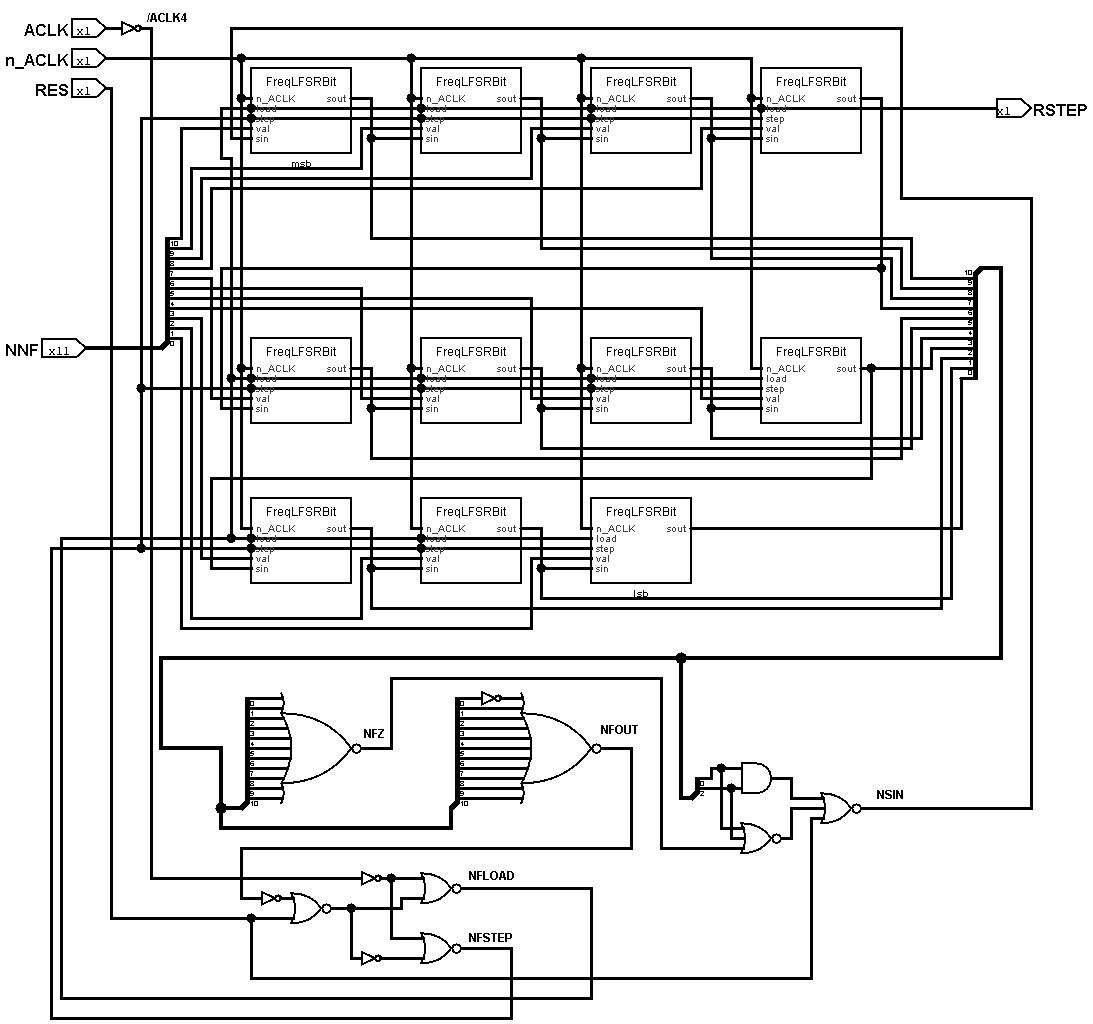 /ACLK4
ACLK x1
n_ACLK x1
RES x1
FreqLFSRBit FreqLFSRBit FreqLFSRBit FreqLFSRBit
n_ACLK sout n_ACLK sout n_ACLK sout n_ACLK sout
load load load load
x1 RSTEP
step step step step
val val val val
sin sin sin sin
msb
10
9
8
7
6
5
4
3
2
1
0
10
9
8
7
6
5
4
3
2
1
0
NNF x11
FreqLFSRBit FreqLFSRBit FreqLFSRBit FreqLFSRBit
n_ACLK sout n_ACLK sout n_ACLK sout n_ACLK sout
load load load load
step step step step
val val val val
sin sin sin sin
FreqLFSRBit FreqLFSRBit FreqLFSRBit
n_ACLK sout n_ACLK sout n_ACLK sout
load load load
step step step
val val val
sin sin sin
lsb
0
1
2
3
4
5
6
7
8
9
10
NFZ
0
1
2
3
4
5
6
7
8
9
10
NFOUT
0
2
NSIN
NFLOAD
NFSTEP